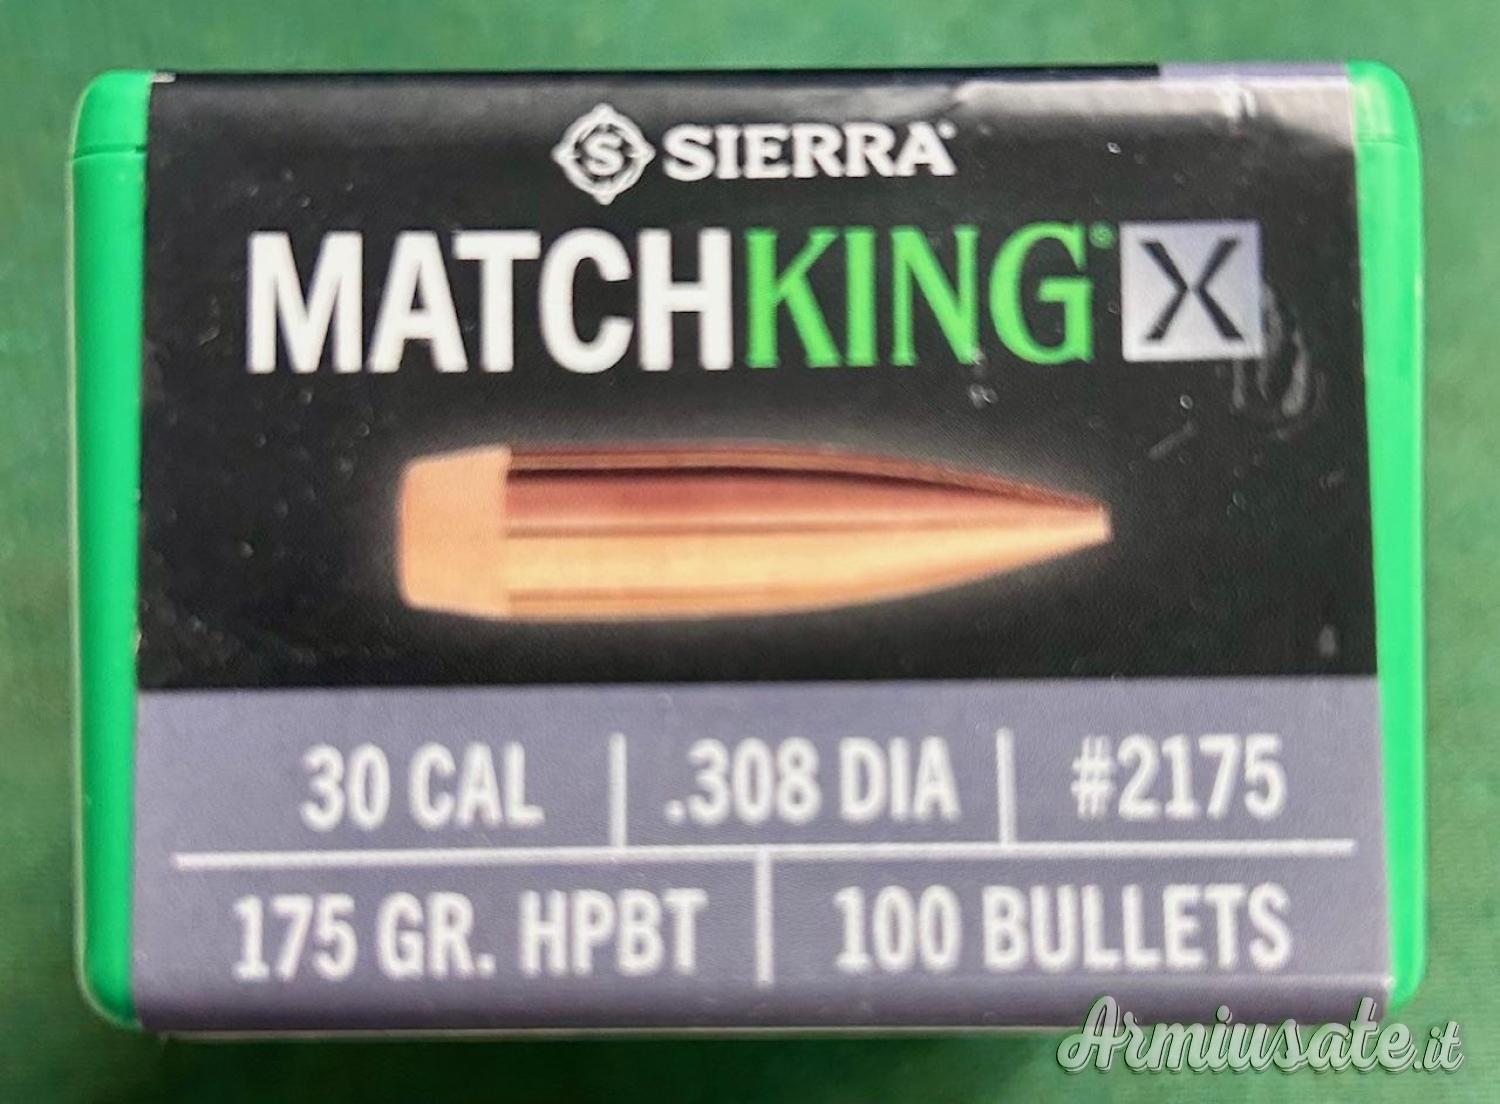 S SIERRA®
MATCHKING® X
30 CAL | .308 DIA | #2175
175 GR. HPBT | 100 BULLETS
Armiusate.it